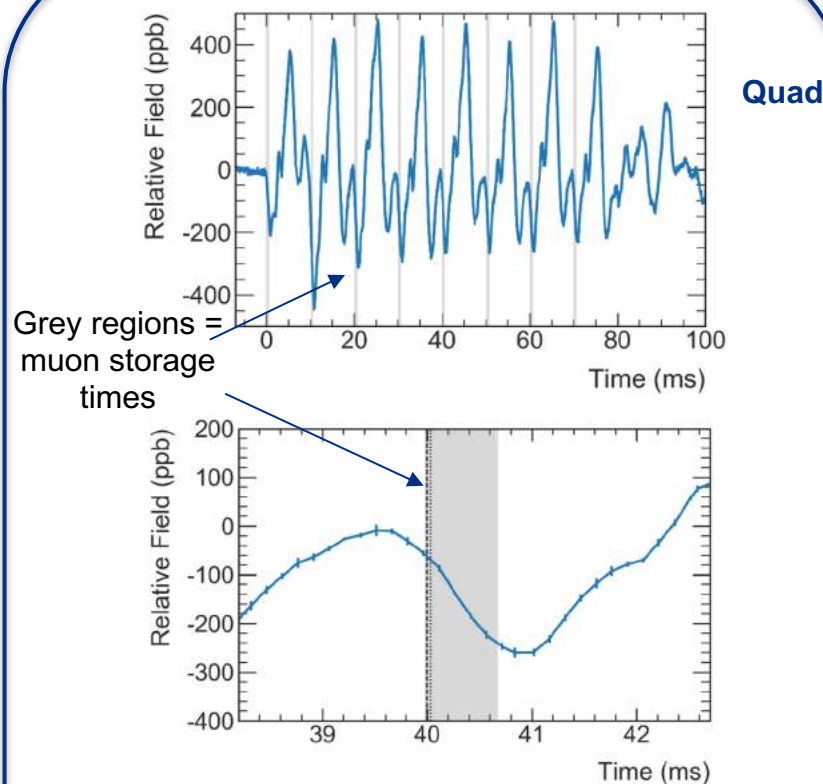 400
200
0
-200
-400
Relative Field (ppb)
0 20 40 60 80 100
Time (ms)
Quad
Grey regions =
muon storage
times
200
100
0
-100
-200
-300
-400
Relative Field (ppb)
39 40 41 42
Time (ms)